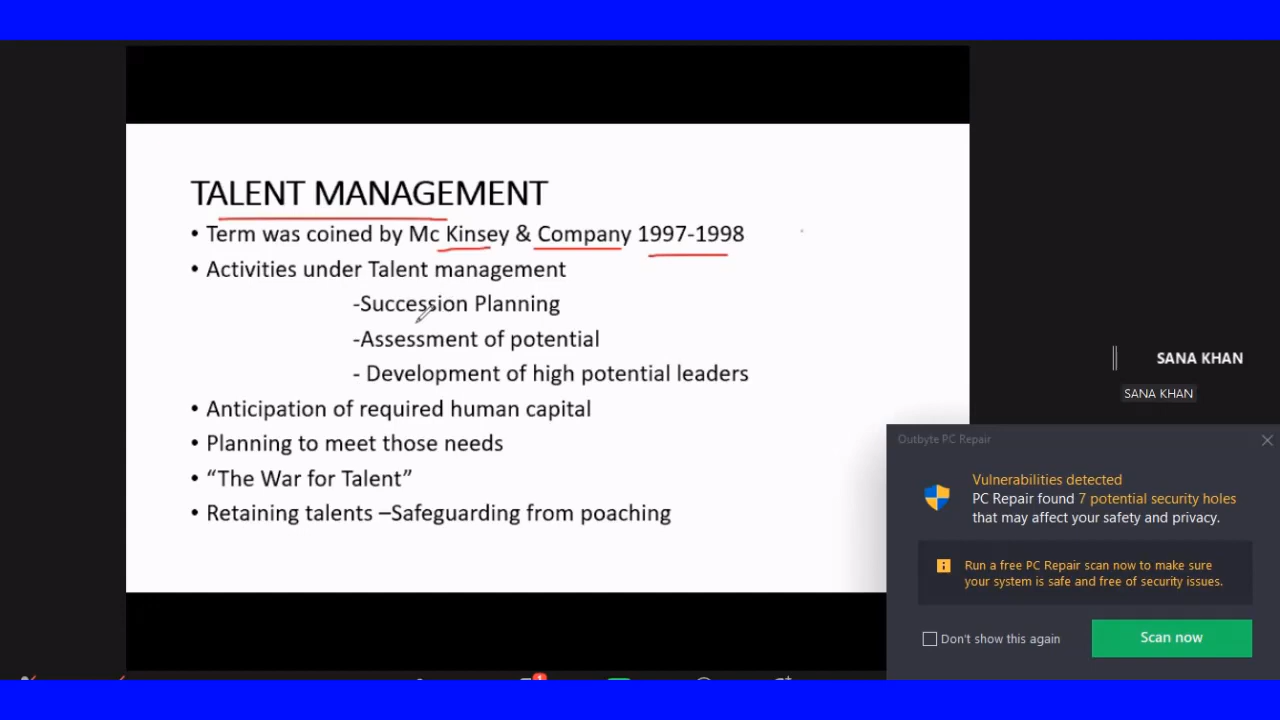 TALENT MANAGEMENT
• Term was coined by Mc Kinsey & Company 1997-1998
• Activities under Talent management
-Succession Planning
-Assessment of potential
- Development of high potential leaders
• Anticipation of required human capital
• Planning to meet those needs
• “The War for Talent”
• Retaining talents –Safeguarding from poaching
SANA KHAN
SANA KHAN
Outbyte PC Repair
Vulnerabilities detected
PC Repair found 7 potential security holes
that may affect your safety and privacy.
Run a free PC Repair scan now to make sure
your system is safe and free of security issues.
Don't show this again
Scan now
1